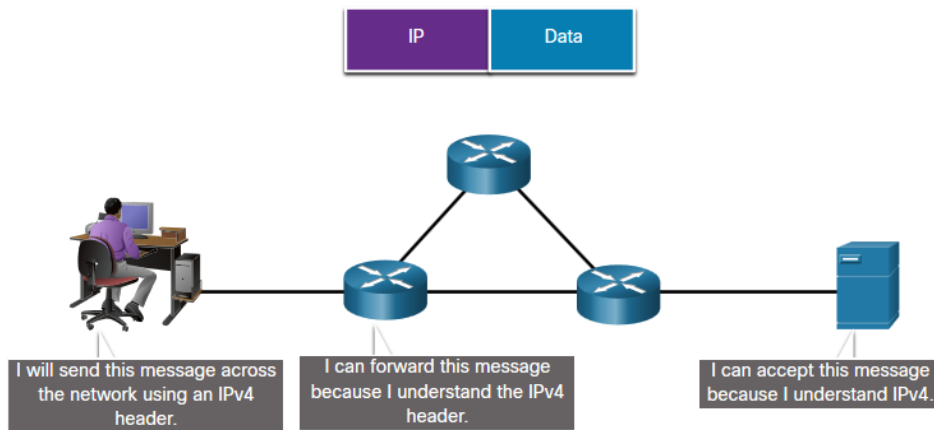 IP
Data
I will send this message across
the network using an IPv4
header.
I can forward this message
because I understand the IPv4
header.
I can accept this message
because I understand IPv4.